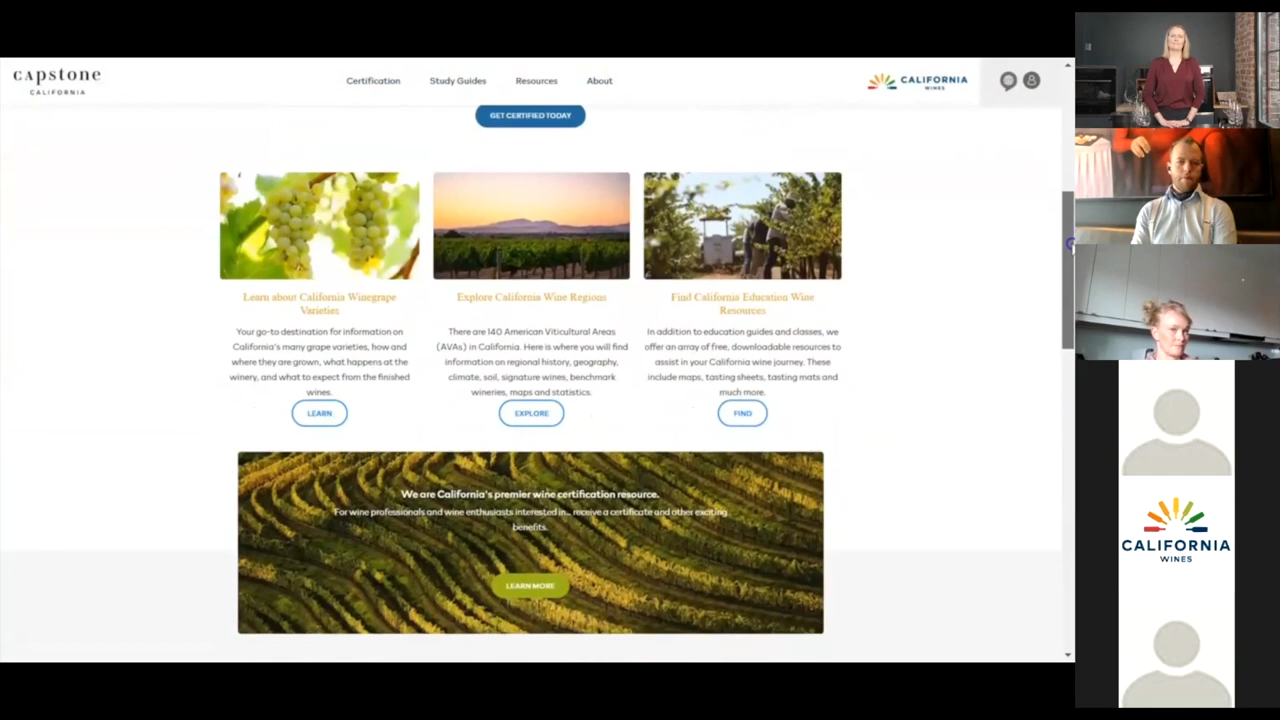 CAPSTONE
CALIFORNIA
Certification
Study Guides
Resources
About
CALIFORNIA
WINES
GET CERTIFIED TODAY
Learn about California Winegrape
Varieties
Your go-to destination for information on
California's many grape varieties, how and
where they are grown, what happens at the
winery, and what to expect from the finished
wines.
LEARN
Explore California Wine Regions
There are 140 American Viticultural Areas
(AVAs) in California. Here is where you will find
information on regional history, geography,
climate, soil, signature wines, benchmark
wineries, maps and statistics.
EXPLORE
Find California Education Wine
Resources
In addition to education guides and classes, we
offer an array of free, downloadable resources to
assist in your California wine journey. These
include maps, tasting sheets, tasting mats and
much more.
FIND
We are California's premier wine certification resource.
For wine professionals and wine enthusiasts interested in... receive a certificate and other exciting
benefits.
LEARN MORE
CALIFORNIA
WINES